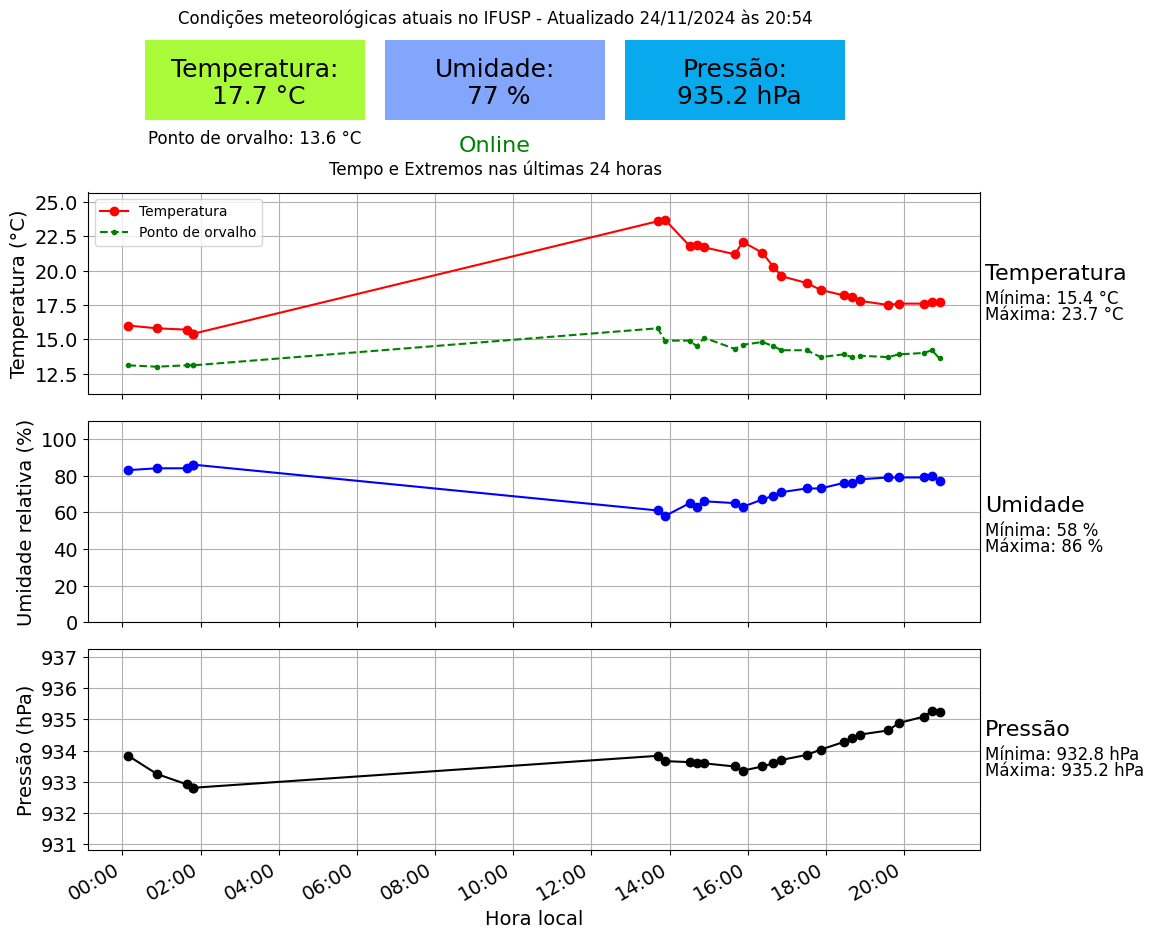 Condições meteorológicas atuais no IFUSP - Atualizado 24/11/2024 às 20:54
Temperatura:
17.7 °C
Umidade:
77 %
Pressão:
935.2 hPa
Ponto de orvalho: 13.6 °C
Online
Tempo e Extremos nas últimas 24 horas
Temperatura (°C)
25.0
22.5
20.0
17.5
15.0
12.5
Temperatura
Ponto de orvalho
Temperatura
Mínima: 15.4 °C
Máxima: 23.7 °C
Umidade relativa (%)
100
80
60
40
20
0
Umidade
Mínima: 58 %
Máxima: 86 %
Pressão (hPa)
937
936
935
934
933
932
931
Pressão
Mínima: 932.8 hPa
Máxima: 935.2 hPa
00:00 02:00 04:00 06:00 08:00 10:00 12:00 14:00 16:00 18:00 20:00
Hora local